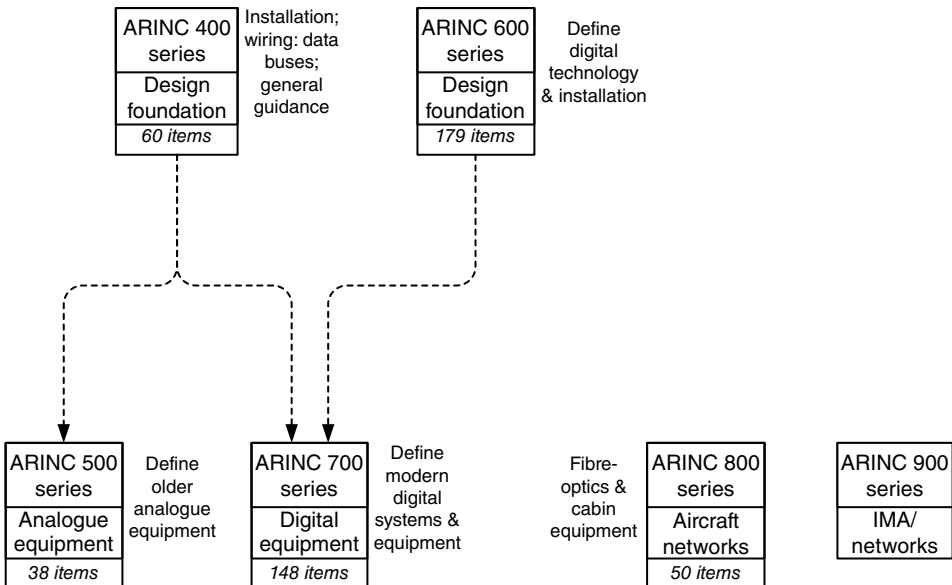 ARINC 400
series
Design
foundation
60 items
Installation;
wiring: data
buses;
general
guidance
ARINC 600
series
Design
foundation
179 items
Define
digital
technology
& installation
ARINC 500
series
Analogue
equipment
38 items
Define
older
analogue
equipment
ARINC 700
series
Digital
equipment
148 items
Define
modern
digital
systems &
equipment
Fibre-
optics &
cabin
equipment
ARINC 800
series
Aircraft
networks
50 items
ARINC 900
series
IMA/
networks